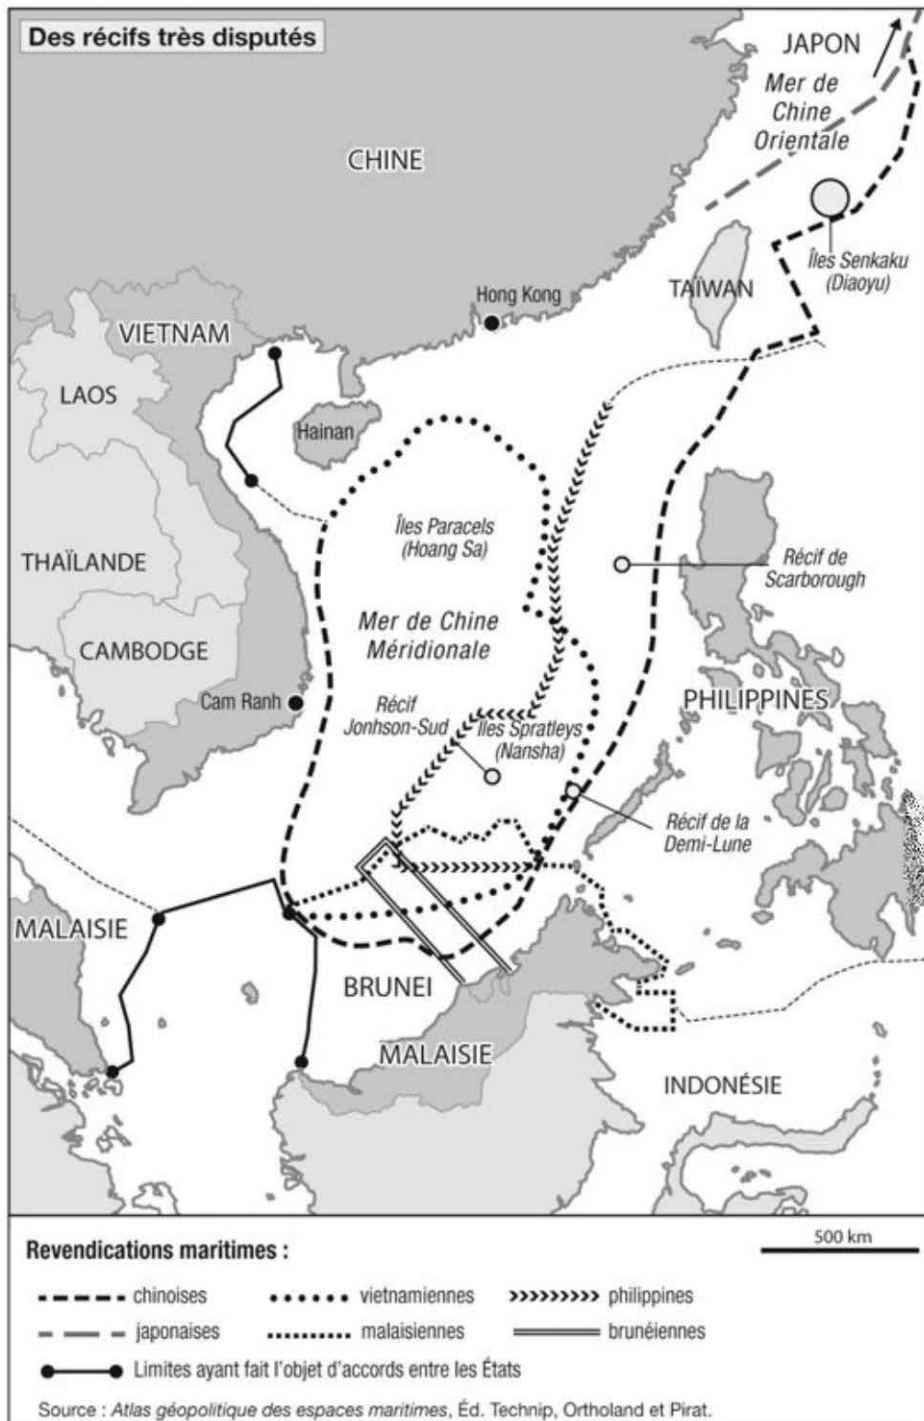 Des récifs très disputés
JAPON
Mer de
Chine
Orientale
CHINE
Îles Senkaku
(Diaoyu)
TAÏWAN
Hong Kong
VIETNAM
LAOS
Hainan
Îles Paracels
(Hoang Sa)
Récif de
Scarborough
THAÏLANDE
Mer de Chine
Méridionale
CAMBODGE
Cam Ranh
PHILIPPINES
Récif
Jonhson-Sud
Iles Spratleys
(Nansha)
Récif de la
Demi-Lune
MALAISIE
BRUNEI
MALAISIE
INDONÉSIE
Revendications maritimes :
500 km
chinoises
vietnamiennes
philippines
japonaises
malaisiennes
brunéiennes
Limites ayant fait l'objet d'accords entre les États
Source : Atlas géopolitique des espaces maritimes, Éd. Technip, Ortholand et Pirat.